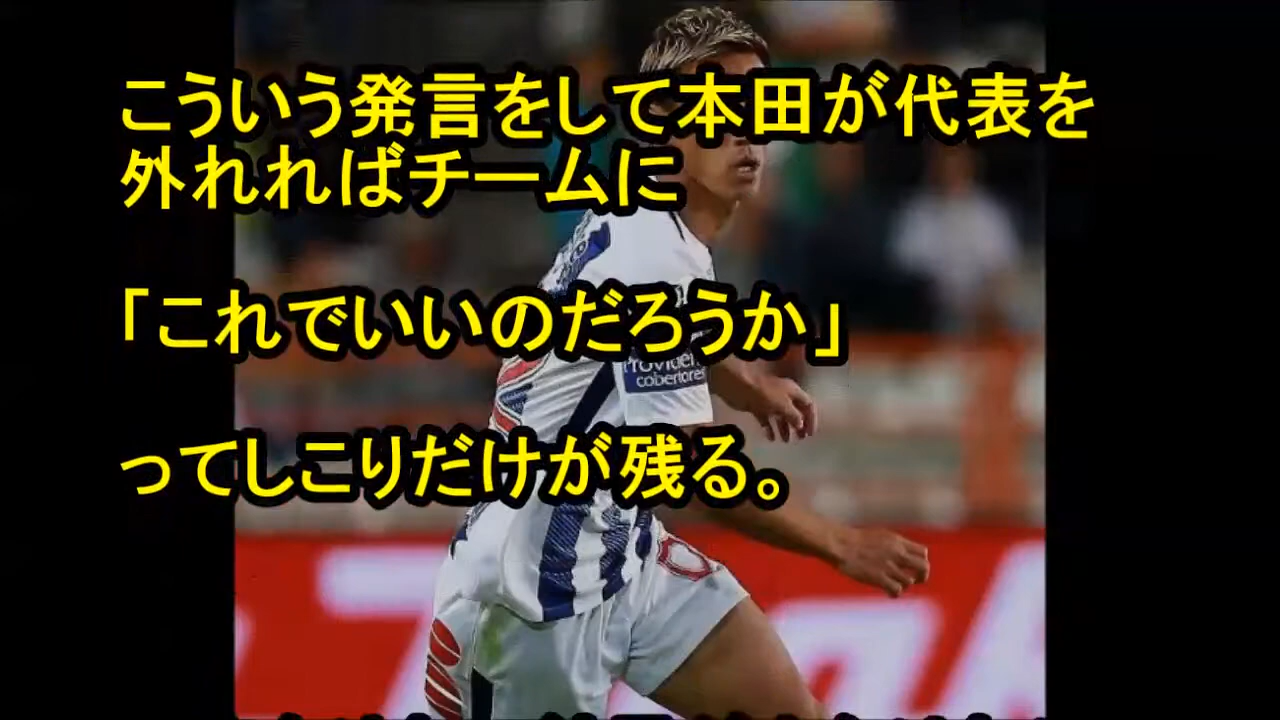 こういう発言をして本田が代表を
外れればチームに
「これでいいのだろうか」
Provider
cobertores
ってしこりだけが残る。